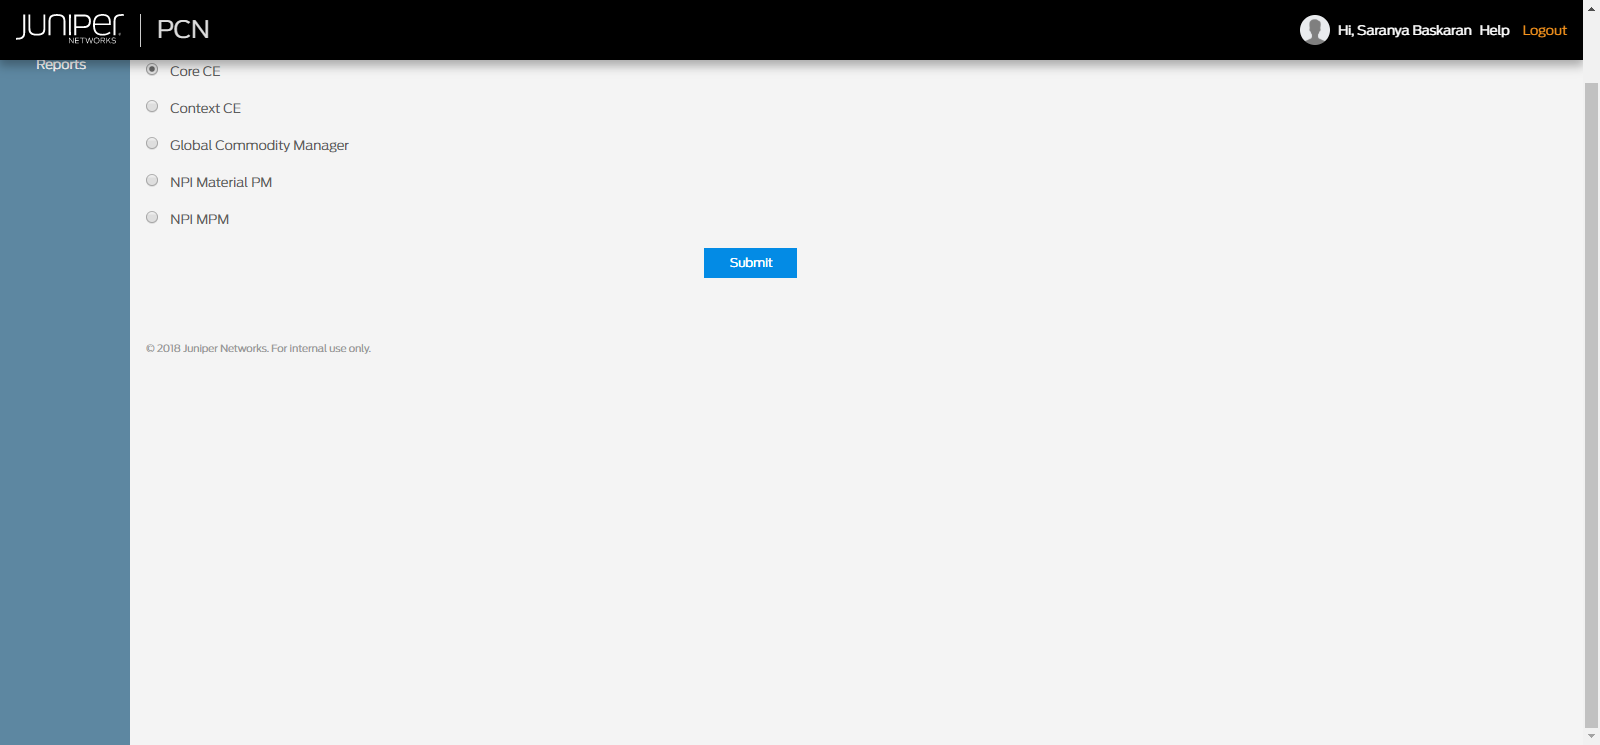 JUNIPEr
NETWORKS
PCN
Hi, Saranya Baskaran Help Logout
Reports
Core CE
Context CE
Global Commodity Manager
NPI Material PM
NPI MPM
Submit
© 2018 Juniper Networks. For internal use only.